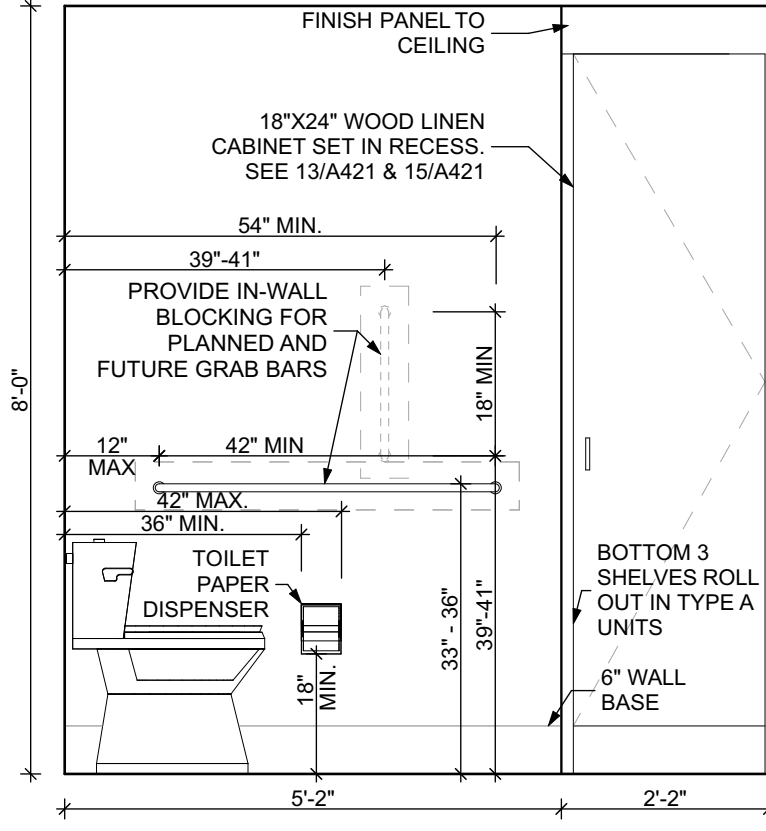 FINISH PANEL TO
CEILING
18"X24" WOOD LINEN
CABINET SET IN RECESS.
SEE 13/A421 & 15/A421
54" MIN.
39"-41"
PROVIDE IN-WALL
BLOCKING FOR
PLANNED AND
FUTURE GRAB BARS
18" MIN
8'-0"
12"
MAX
42" MIN
42" MAX.
36" MIN.
TOILET
PAPER
DISPENSER
BOTTOM 3
SHELVES ROLL
OUT IN TYPE A
UNITS
33" - 36"
39"-41"
18"
MIN.
6" WALL
BASE
5'-2"
2'-2"